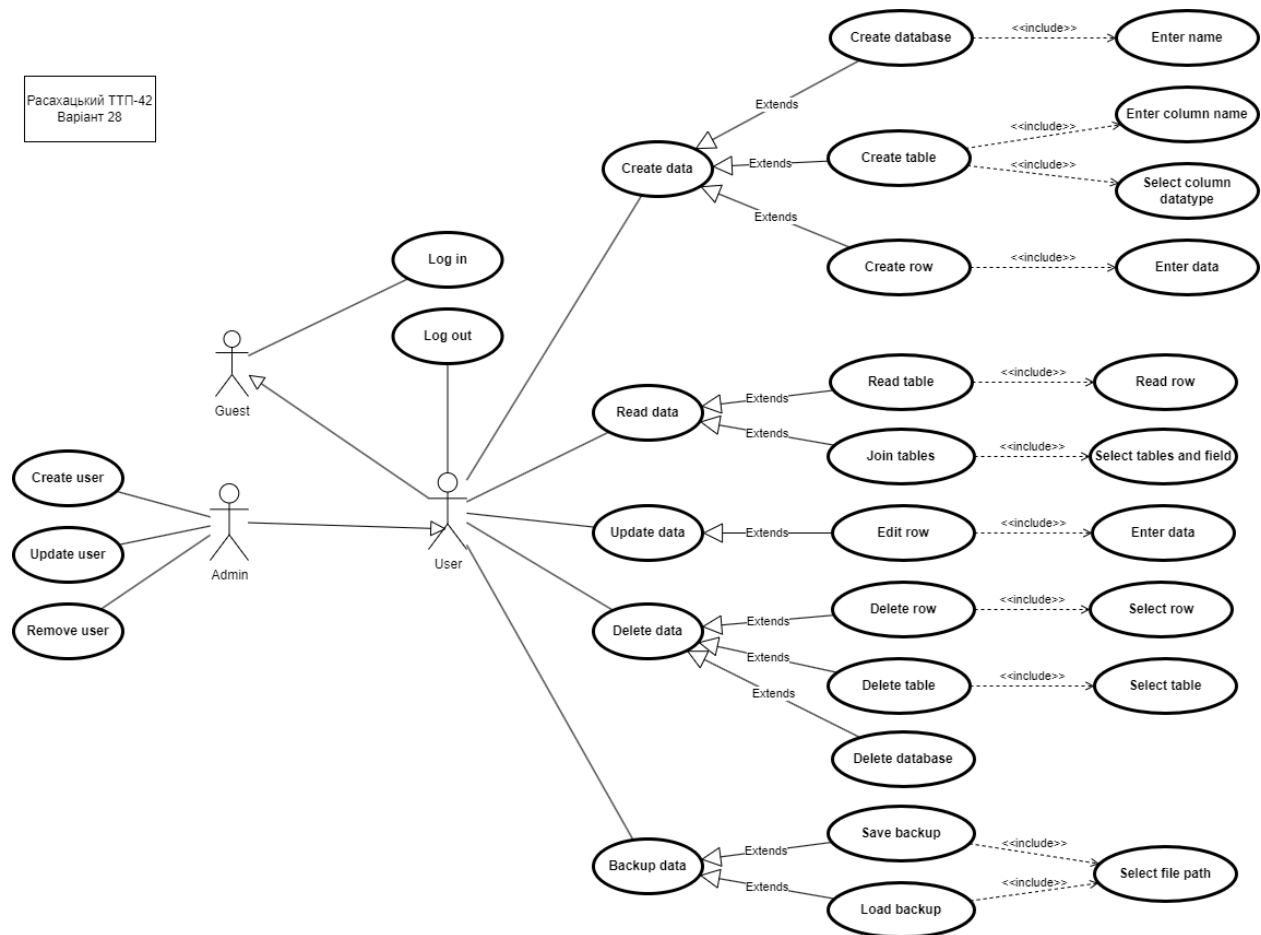 Расахацький ТТП-42
Варіант 28
Create database
<<include>>
Enter name
Extends
Enter column name
<<include>>
Create table
Extends
Create data
<<include>>
Select column
datatype
Extends
Log in
Create row
<<include>>
Enter data
Log out
Guest
Read table
<<include>>
Read row
Extends
Read data
Extends
Join tables
<<include>>
Select tables and field
Create user
Update user
Remove user
Admin
User
Update data
Extends
Edit row
<<include>>
Enter data
Delete data
Extends
Delete row
<<include>>
Select row
Extends
Delete table
<<include>>
Select table
Extends
Delete database
Save backup
<<include>>
Extends
Backup data
Select file path
Extends
<<include>>
Load backup